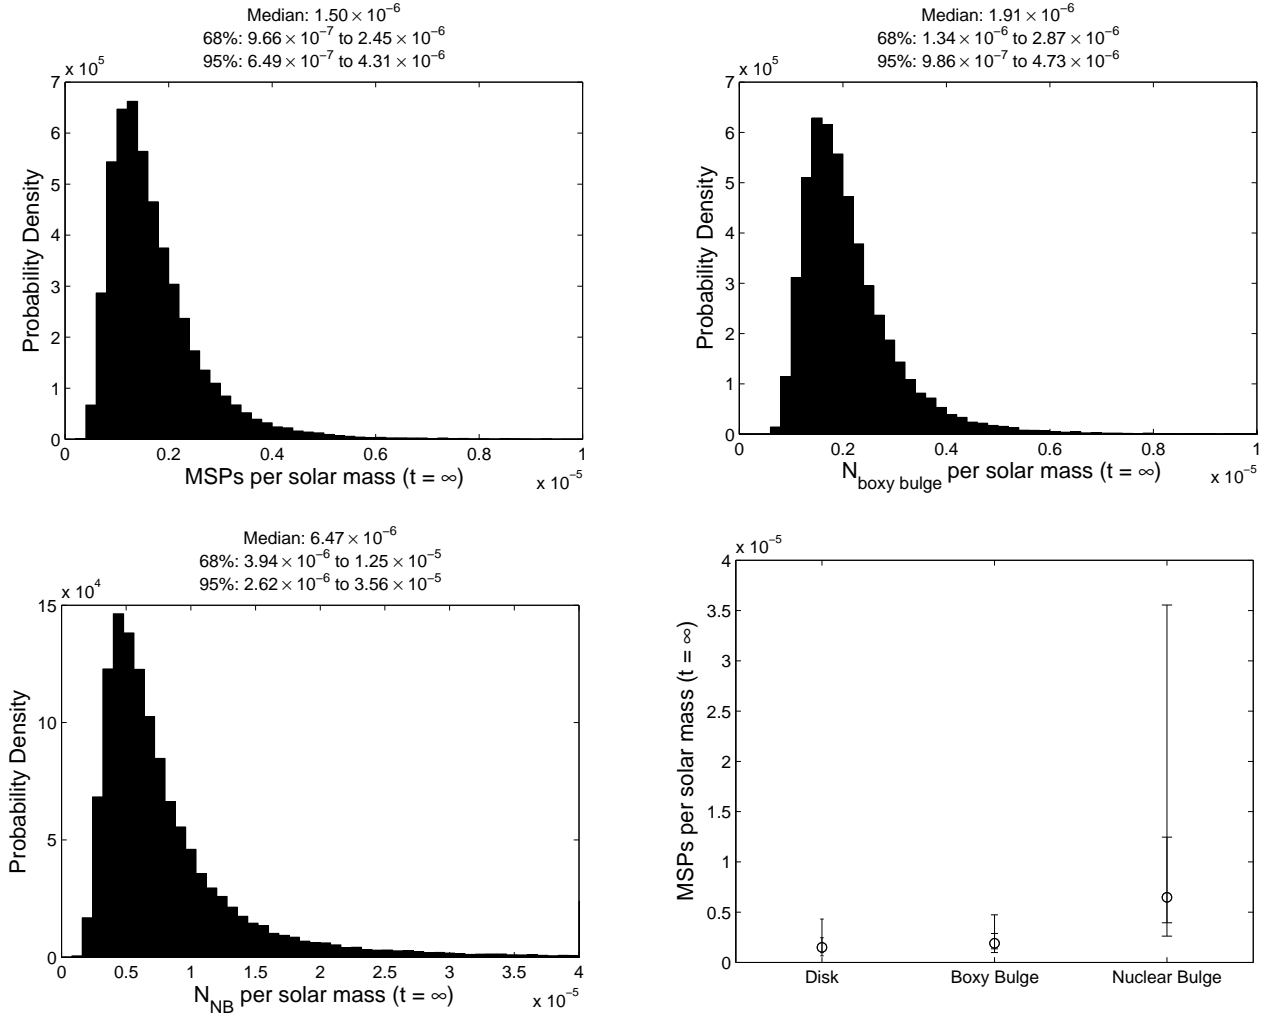 Median: 1.50 × 10⁻⁶
68%: 9.66 × 10⁻⁷ to 2.45 × 10⁻⁶
95%: 6.49 × 10⁻⁷ to 4.31 × 10⁻⁶
x 10⁵
7
6
5
4
3
2
1
0
Probability Density
0 0.2 0.4 0.6 0.8 1
MSPs per solar mass (t = ∞)
x 10⁻⁵
Median: 1.91 × 10⁻⁶
68%: 1.34 × 10⁻⁶ to 2.87 × 10⁻⁶
95%: 9.86 × 10⁻⁷ to 4.73 × 10⁻⁶
x 10⁵
7
6
5
4
3
2
1
0
Probability Density
0 0.2 0.4 0.6 0.8 1
N_boxy bulge per solar mass (t = ∞)
x 10⁻⁵
Median: 6.47 × 10⁻⁶
68%: 3.94 × 10⁻⁶ to 1.25 × 10⁻⁵
95%: 2.62 × 10⁻⁶ to 3.56 × 10⁻⁵
x 10⁴
15
10
5
0
Probability Density
0 0.5 1 1.5 2 2.5 3 3.5 4
N_NB per solar mass (t = ∞)
x 10⁻⁵
x 10⁻⁵
4
3.5
3
2.5
2
1.5
1
0.5
0
MSPs per solar mass (t = ∞)
Disk Boxy Bulge Nuclear Bulge